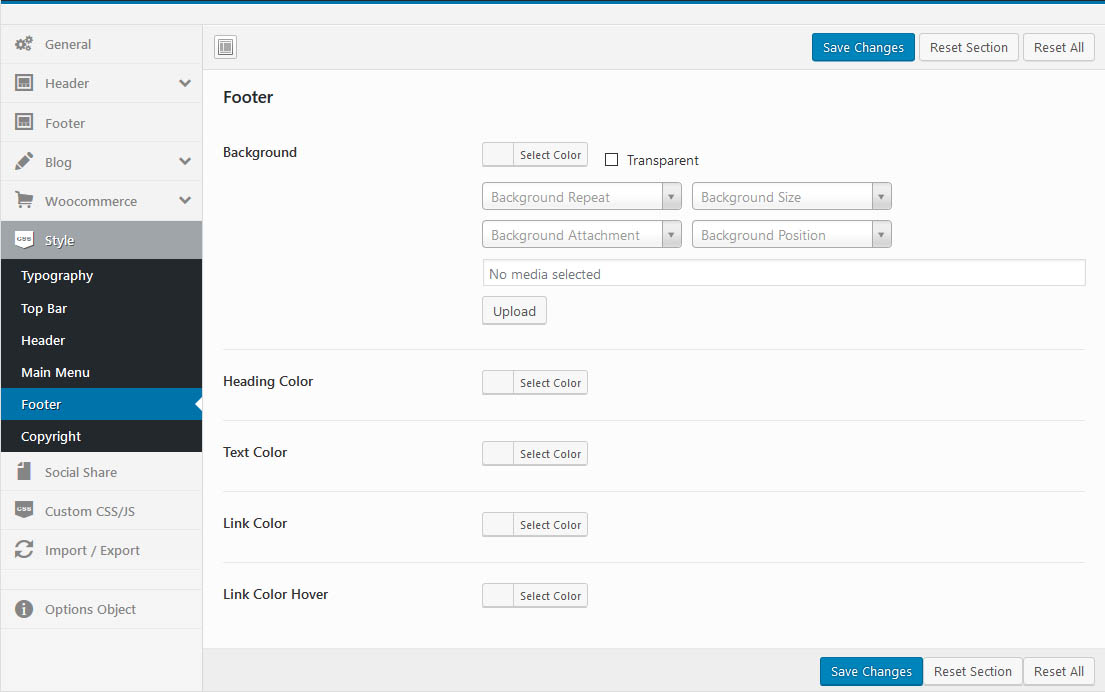 General
Header
Footer
Blog
Woocommerce
CSS Style
Typography
Top Bar
Header
Main Menu
Footer
Copyright
Social Share
CSS Custom CSS/JS
Import / Export
Options Object
Save Changes Reset Section Reset All
Footer
Background Select Color Transparent
Background Repeat Background Size
Background Attachment Background Position
No media selected
Upload
Heading Color Select Color
Text Color Select Color
Link Color Select Color
Link Color Hover Select Color
Save Changes Reset Section Reset All